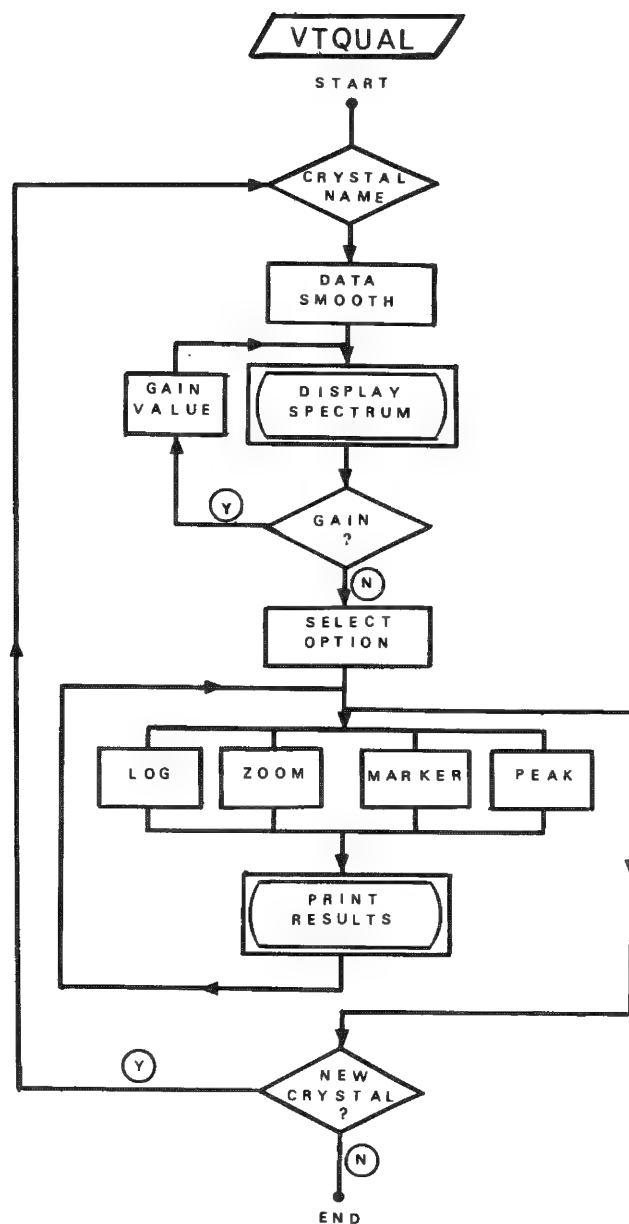 VTQUAL
START
CRYSTAL
NAME
DATA
SMOOTH
GAIN
VALUE
DISPLAY
SPECTRUM
Y
GAIN
?
N
SELECT
OPTION
LOG
ZOOM
MARKER
PEAK
PRINT
RESULTS
Y
NEW
CRYSTAL
?
N
END